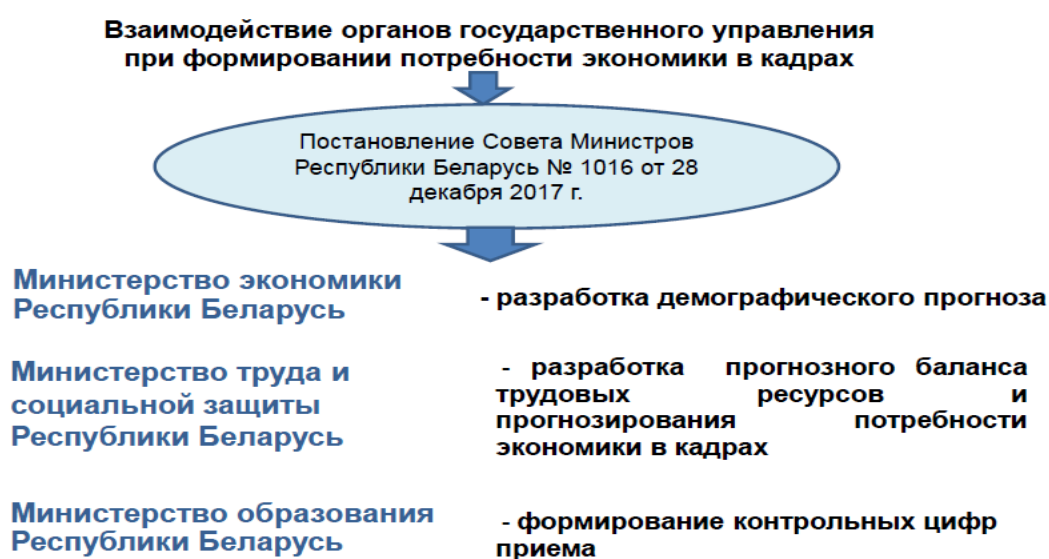 Взаимодействие органов государственного управления
при формировании потребности экономики в кадрах
Постановление Совета Министров
Республики Беларусь № 1016 от 28
декабря 2017 г.
Министерство экономики
Республики Беларусь
- разработка демографического прогноза
Министерство труда и
социальной защиты
Республики Беларусь
- разработка прогнозного баланса
трудовых ресурсов и
прогнозирования потребности
экономики в кадрах
Министерство образования
Республики Беларусь
- формирование контрольных цифр
приема